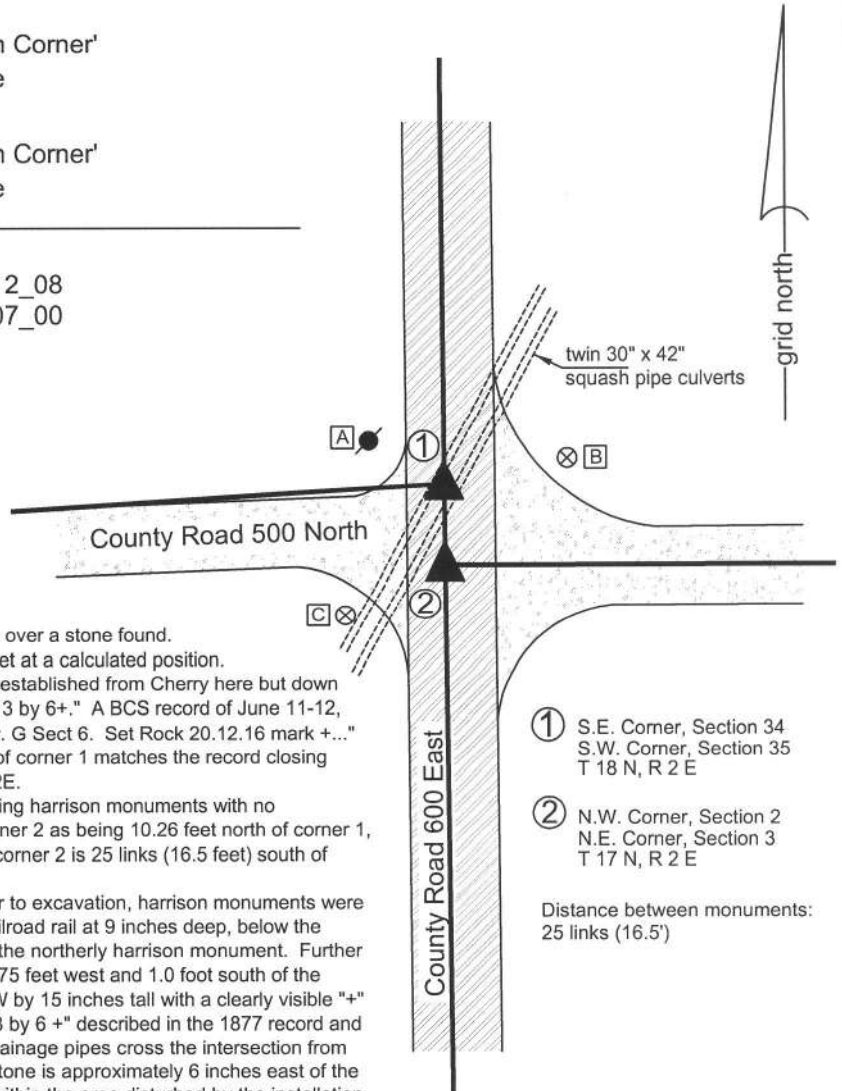 Corner'
Corner'
2_08
07_00
grid north
twin 30" x 42"
squash pipe culverts
A
1
B
County Road 500 North
2
C
over a stone found.
et at a calculated position.
established from Cherry here but down
3 by 6+." A BCS record of June 11-12,
. G Sect 6. Set Rock 20.12.16 mark +..."
of corner 1 matches the record closing
2E.
ing harrison monuments with no
ner 2 as being 10.26 feet north of corner 1,
corner 2 is 25 links (16.5 feet) south of
r to excavation, harrison monuments were
ilroad rail at 9 inches deep, below the
the northerly harrison monument. Further
75 feet west and 1.0 foot south of the
W by 15 inches tall with a clearly visible "+"
3 by 6 +" described in the 1877 record and
ainage pipes cross the intersection from
tone is approximately 6 inches east of the
within the area disturbed by the installation
County Road 600 East
1 S.E. Corner, Section 34
S.W. Corner, Section 35
T 18 N, R 2 E
2 N.W. Corner, Section 2
N.E. Corner, Section 3
T 17 N, R 2 E
Distance between monuments:
25 links (16.5')